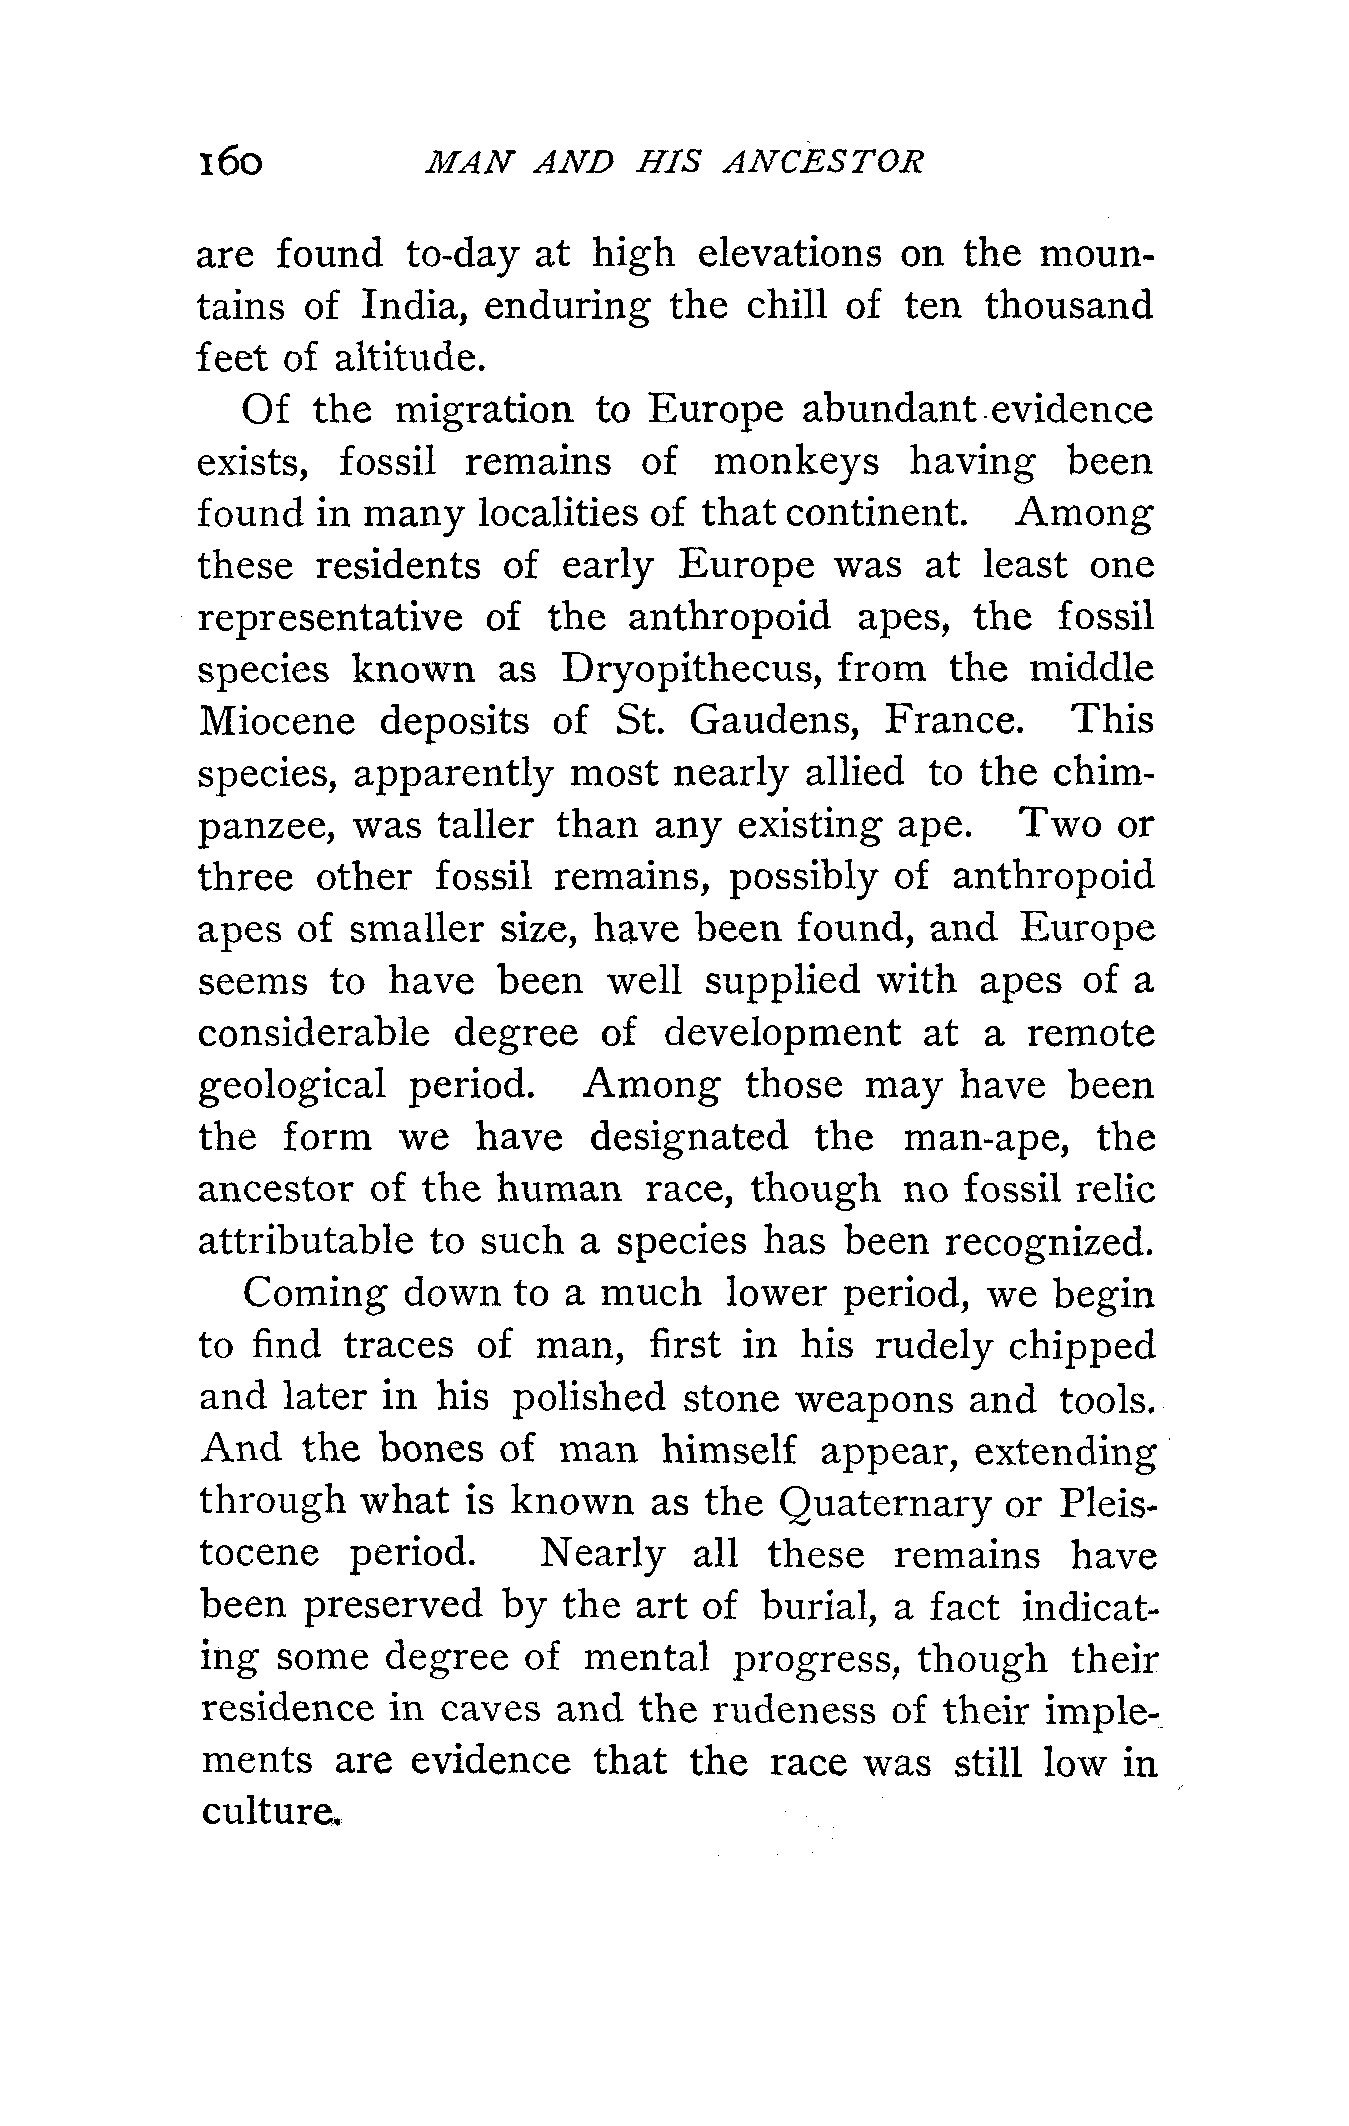 160 MAN AND HIS ANCESTOR
are found to-day at high elevations on the moun-
tains of India, enduring the chill of ten thousand
feet of altitude.
Of the migration to Europe abundant evidence
exists, fossil remains of monkeys having been
found in many localities of that continent. Among
these residents of early Europe was at least one
representative of the anthropoid apes, the fossil
species known as Dryopithecus, from the middle
Miocene deposits of St. Gaudens, France. This
species, apparently most nearly allied to the chim-
panzee, was taller than any existing ape. Two or
three other fossil remains, possibly of anthropoid
apes of smaller size, have been found, and Europe
seems to have been well supplied with apes of a
considerable degree of development at a remote
geological period. Among those may have been
the form we have designated the man-ape, the
ancestor of the human race, though no fossil relic
attributable to such a species has been recognized.
Coming down to a much lower period, we begin
to find traces of man, first in his rudely chipped
and later in his polished stone weapons and tools.
And the bones of man himself appear, extending
through what is known as the Quaternary or Pleis-
tocene period. Nearly all these remains have
been preserved by the art of burial, a fact indicat-
ing some degree of mental progress, though their
residence in caves and the rudeness of their imple-
ments are evidence that the race was still low in
culture.